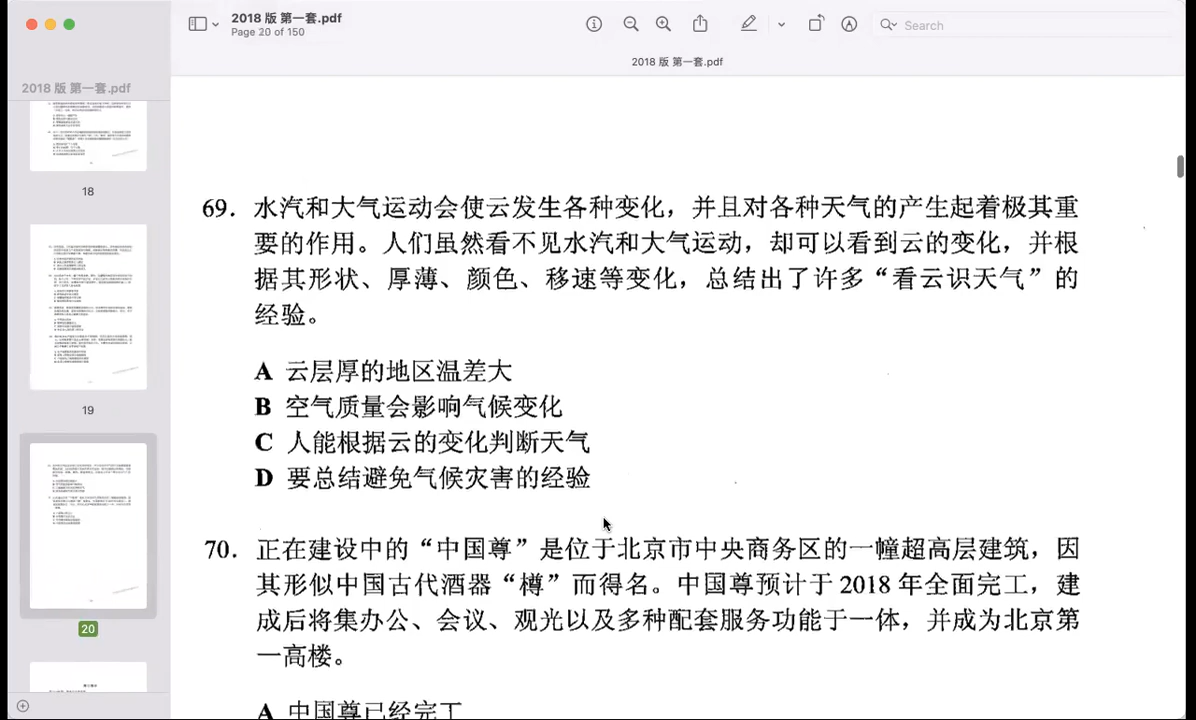 2018 版 第一套.pdf
Page 20 of 150
Search
2018 版 第一套.pdf
2018 版 第一套.pdf
18
19
20
69. 水汽和大气运动会使云发生各种变化，并且对各种天气的产生起着极其重
要的作用。人们虽然看不见水汽和大气运动，却可以看到云的变化，并根
据其形状、厚薄、颜色、移速等变化，总结出了许多“看云识天气”的
经验。
A 云层厚的地区温差大
B 空气质量会影响气候变化
C 人能根据云的变化判断天气
D 要总结避免气候灾害的经验
70. 正在建设中的“中国尊”是位于北京市中央商务区的一幢超高层建筑，因
其形似中国古代酒器“樽”而得名。中国尊预计于 2018 年全面完工，建
成后将集办公、会议、观光以及多种配套服务功能于一体，并成为北京第
一高楼。
A 中国尊已经完工